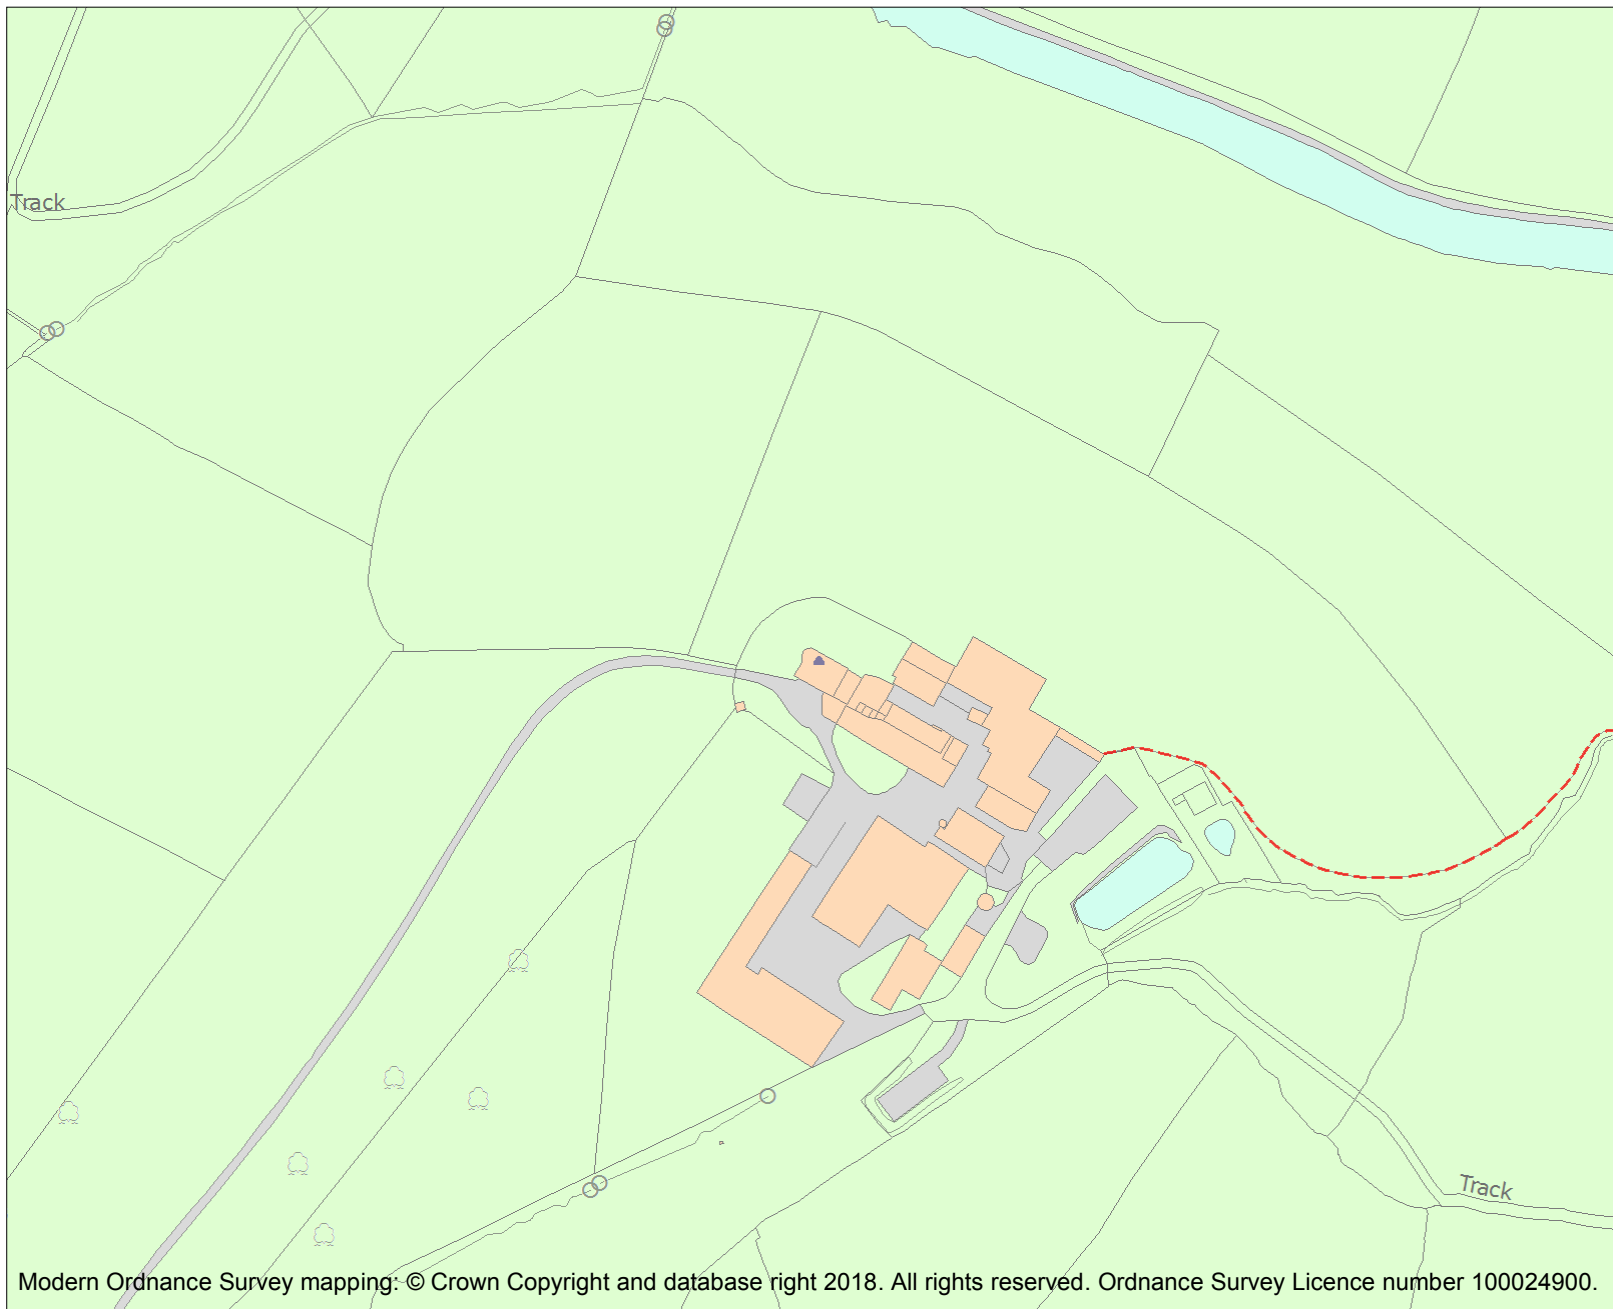 Track
Track
Modern Ordnance Survey mapping: © Crown Copyright and database right 2018. All rights reserved. Ordnance Survey Licence number 100024900.